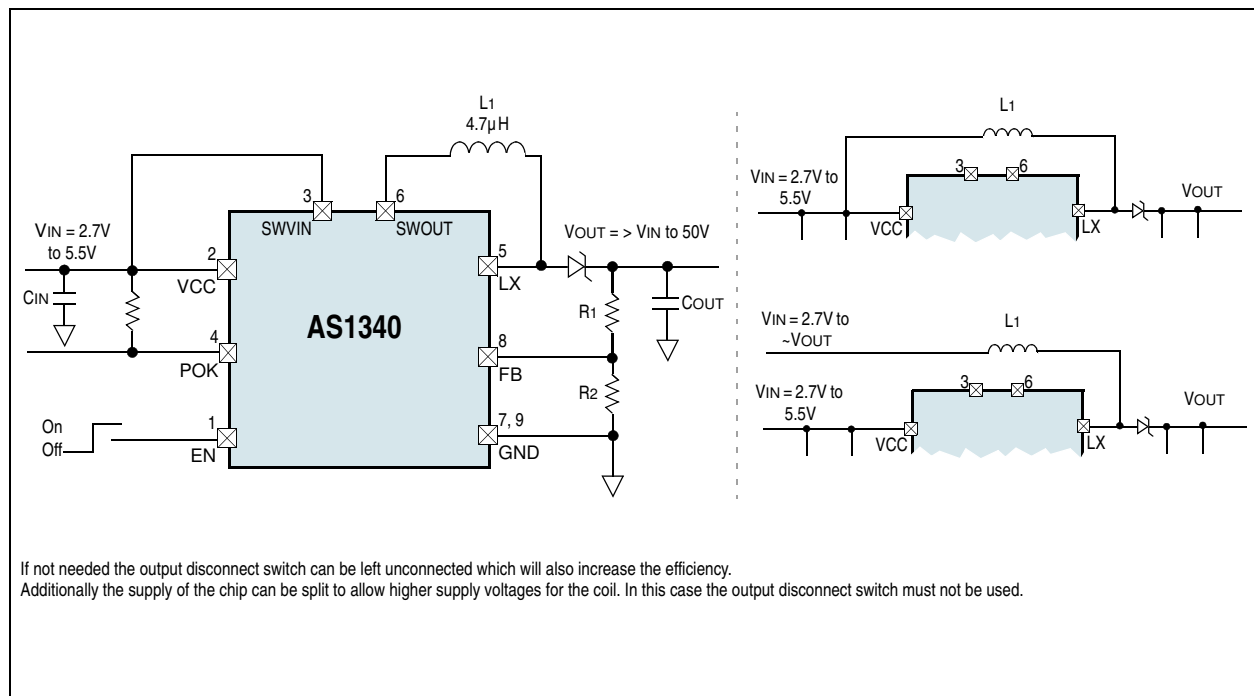 L1
4.7µH
3
6
SWVIN
SWOUT
VIN = 2.7V
to 5.5V
2
VCC
CIN
VOUT = > VIN to 50V
5
LX
R1
COUT
AS1340
4
POK
8
FB
R2
1
EN
On
Off
7, 9
GND
L1
3
6
VIN = 2.7V to
5.5V
VCC
LX
VOUT
VIN = 2.7V to
~VOUT
L1
3
6
VIN = 2.7V to
5.5V
VCC
LX
VOUT
If not needed the output disconnect switch can be left unconnected which will also increase the efficiency.
Additionally the supply of the chip can be split to allow higher supply voltages for the coil. In this case the output disconnect switch must not be used.